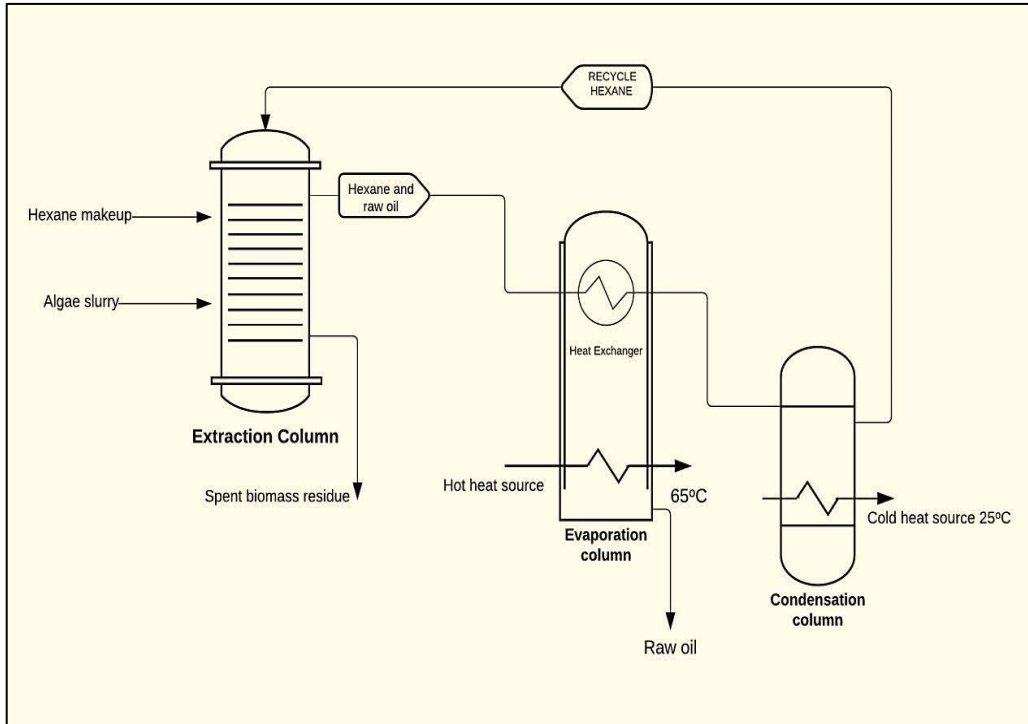 RECYCLE
HEXANE
Hexane and
raw oil
Hexane makeup
Algae slurry
Heat Exchanger
Extraction Column
Hot heat source
65ºC
Spent biomass residue
Cold heat source 25ºC
Evaporation
column
Condensation
column
Raw oil